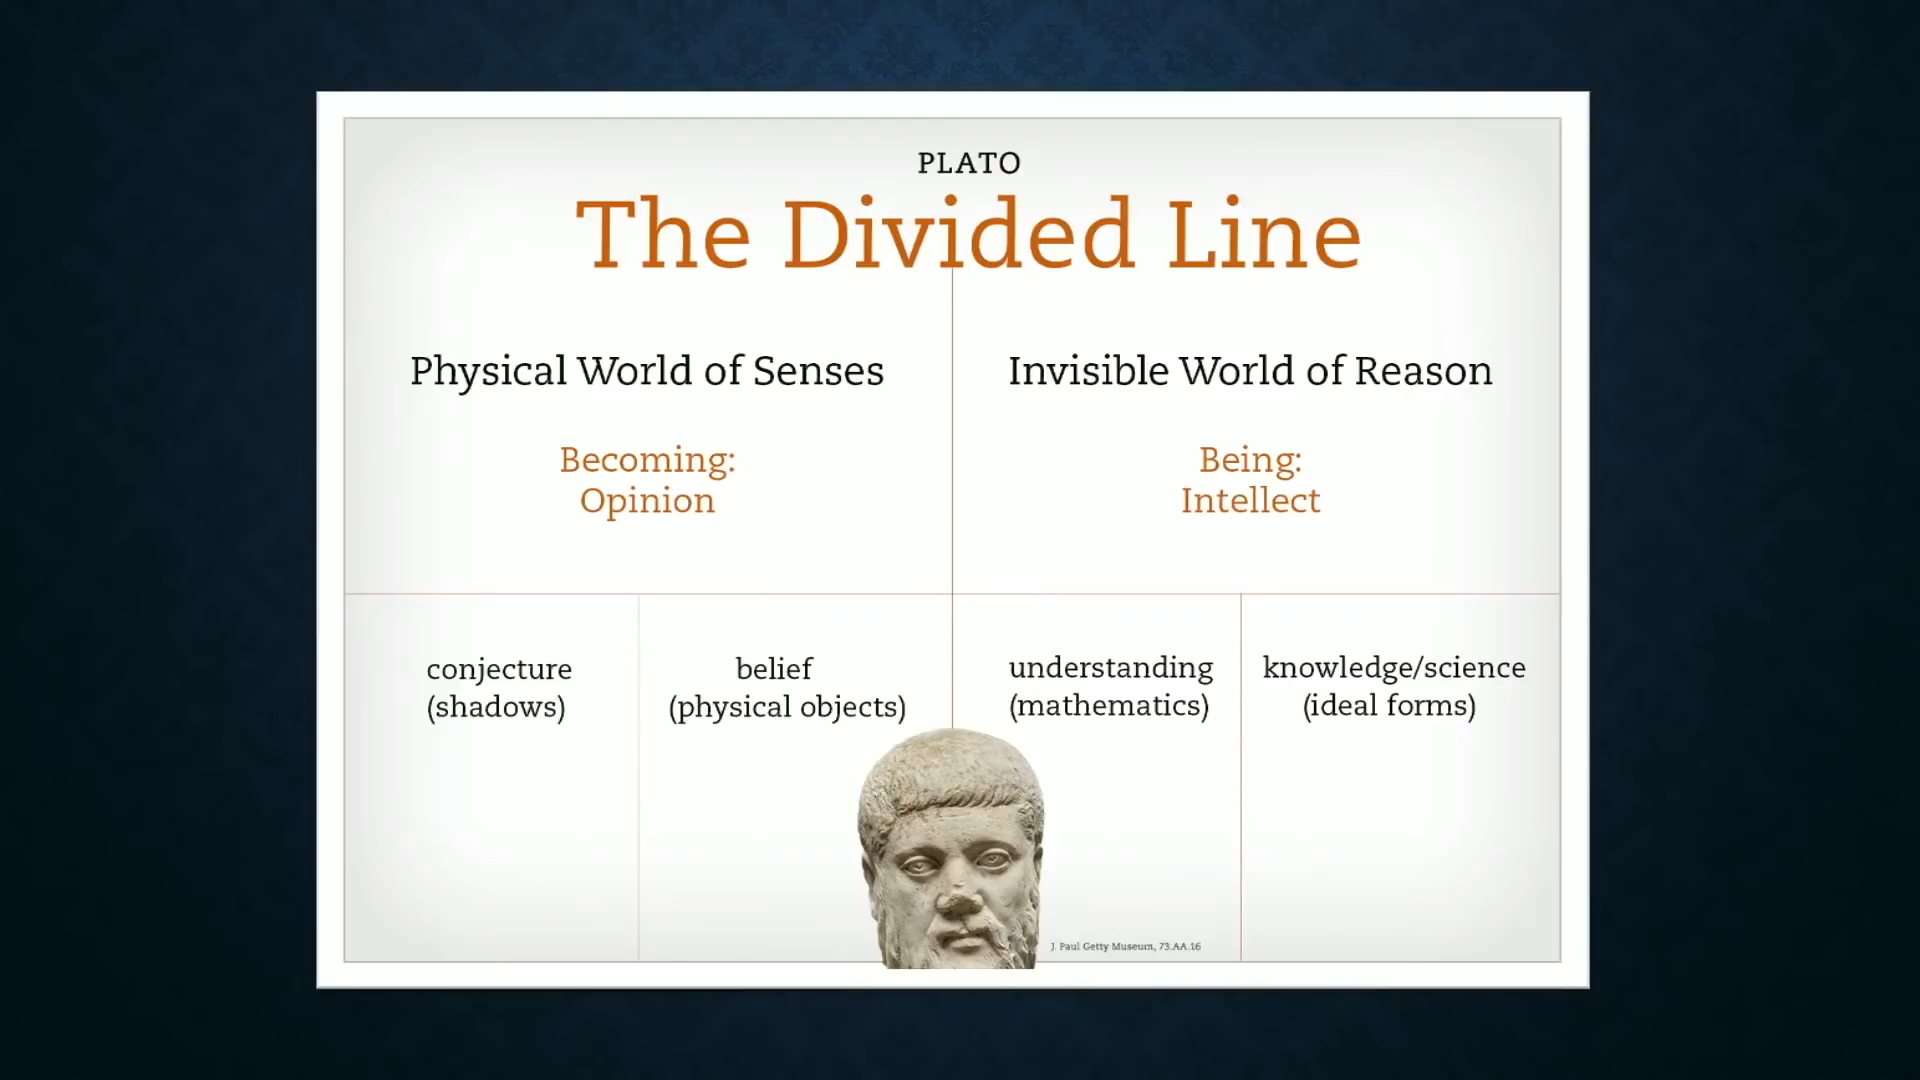 PLATO
The Divided Line
Physical World of Senses
Becoming:
Opinion
Invisible World of Reason
Being:
Intellect
conjecture
(shadows)
belief
(physical objects)
understanding
(mathematics)
knowledge/science
(ideal forms)
J. Paul Getty Museum, 73.AA.16